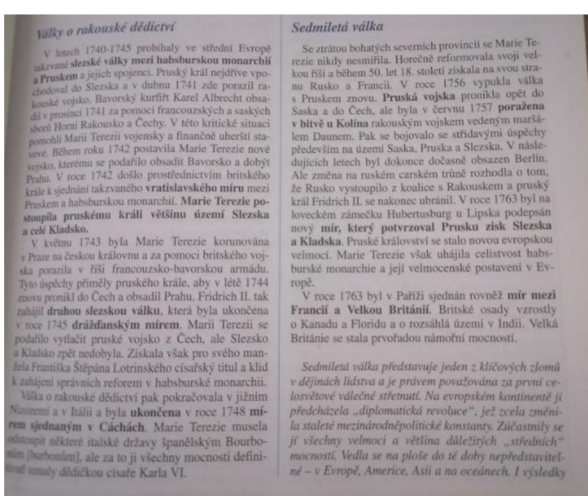 Války o rakouské dědictví
V letech 1740-1745 probíhaly ve střední Evropě
takzvané slezské války mezi habsburskou monarchií
a Pruskem a jejich spojenci. Pruský král nejdříve vpo-
chodoval do Slezska a v dubnu 1741 zde porazil ra-
kouské vojsko. Bavorský kurfiřt Karel Albrecht obsa-
dil v prosinci 1741 za pomoci francouzských a saských
sborů Horní Rakousko a Čechy. V této kritické situaci
pomohli Marii Terezii vojensky a finančně uherští sta-
vové. Během roku 1742 postavila Marie Terezie nové
vojsko, kterému se podařilo obsadit Bavorsko a dobýt
Prahu. V roce 1742 došlo prostřednictvím britského
krále k sjednání takzvaného vratislavského míru mezi
Pruskem a habsburskou monarchií. Marie Terezie po-
stoupila pruskému králi většinu území Slezska
a celé Kladsko.
V květnu 1743 byla Marie Terezie korunována
v Praze na českou královnu a za pomoci britského voj-
ska porazila v říši francouzsko-bavorskou armádu.
Tyto úspěchy přiměly pruského krále, aby v létě 1744
znovu pronikl do Čech a obsadil Prahu. Fridrich II. tak
zahájil druhou slezskou válku, která byla ukončena
v roce 1745 drážďanským mírem. Marii Terezii se
podařilo vytlačit pruské vojsko z Čech, ale Slezsko
a Kladsko zpět nedobyla. Získala však pro svého man-
žela Františka Štěpána Lotrinského císařský titul a klid
k zahájení správních reforem v habsburské monarchii.
Válka o rakouské dědictví pak pokračovala v jižním
Nizozemí a v Itálii a byla ukončena v roce 1748 mí-
rem sjednaným v Cáchách. Marie Terezie musela
odstoupit některé italské državy španělským Bourbo-
nům [burbonům], ale za to ji všechny mocnosti defini-
tivně uznaly dědičkou císaře Karla VI.
Sedmiletá válka
Se ztrátou bohatých severních provincií se Marie Te-
rezie nikdy nesmířila. Horečně reformovala svoji vel-
kou říši a během 50. let 18. století získala na svou stra-
nu Rusko a Francii. V roce 1756 vypukla válka
s Pruskem znovu. Pruská vojska pronikla opět do
Saska a do Čech, ale byla v červnu 1757 poražena
v bitvě u Kolína rakouským vojskem vedeným maršá-
lem Daunem. Pak se bojovalo se střídavými úspěchy
především na území Saska, Pruska a Slezska. V násle-
dujících letech byl dokonce dočasně obsazen Berlín.
Ale změna na ruském carském trůně rozhodla o tom,
že Rusko vystoupilo z koalice s Rakouskem a pruský
král Fridrich II. se nakonec ubránil. V roce 1763 byl na
loveckém zámečku Hubertusburg u Lipska podepsán
nový mír, který potvrzoval Prusku zisk Slezska
a Kladska. Pruské království se stalo novou evropskou
velmocí. Marie Terezie však uhájila celistvost habs-
burské monarchie a její velmocenské postavení v Ev-
ropě.
V roce 1763 byl v Paříži sjednán rovněž mír mezi
Francií a Velkou Británií. Britské osady vzrostly
o Kanadu a Floridu a o rozsáhlá území v Indii. Velká
Británie se stala prvořadou námořní mocností.
Sedmiletá válka představuje jeden z klíčových zlomů
v dějinách lidstva a je právem považována za první ce-
losvětové válečné střetnutí. Na evropském kontinentě jí
předcházela „diplomatická revoluce", jež zcela změni-
la staleté mezinárodněpolitické konstanty. Zúčastnily se
jí všechny velmoci a většina důležitých „středních"
mocností. Vedla se na ploše do té doby nepředstavitel-
né – v Evropě, Americe, Asii a na oceánech. I výsledky